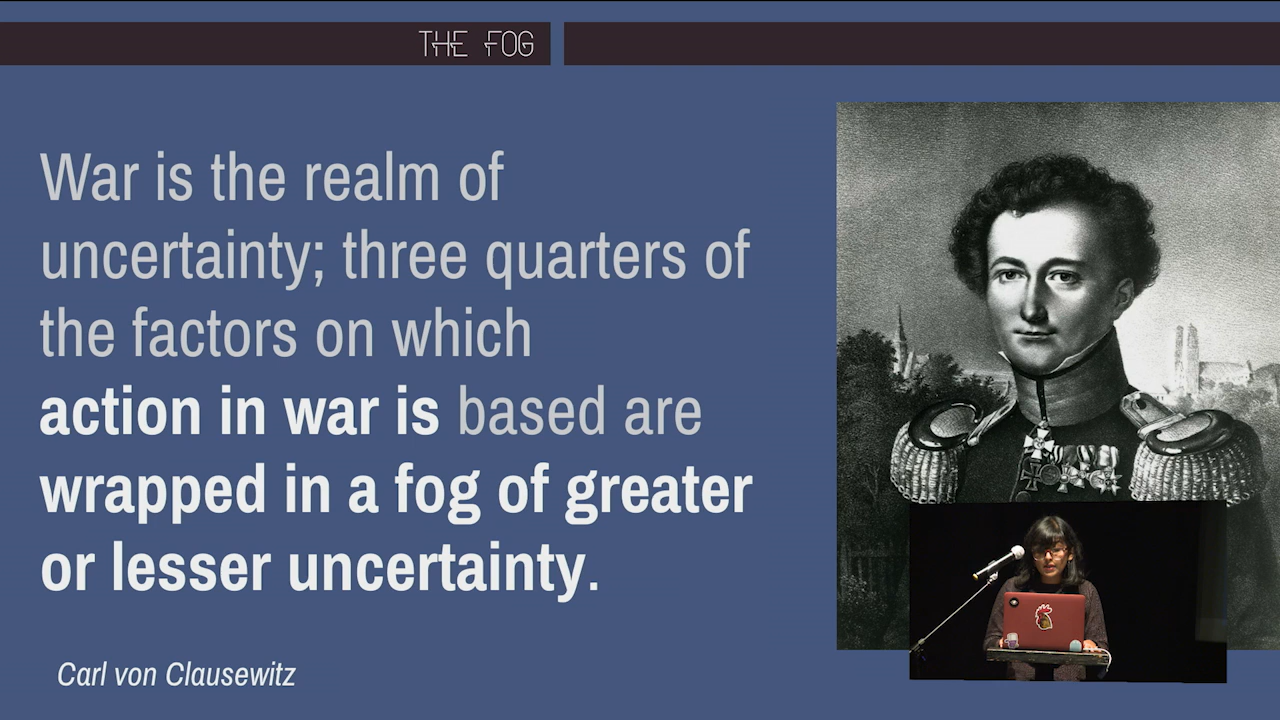 THE FOG
War is the realm of
uncertainty; three quarters of
the factors on which
action in war is based are
wrapped in a fog of greater
or lesser uncertainty.
Carl von Clausewitz